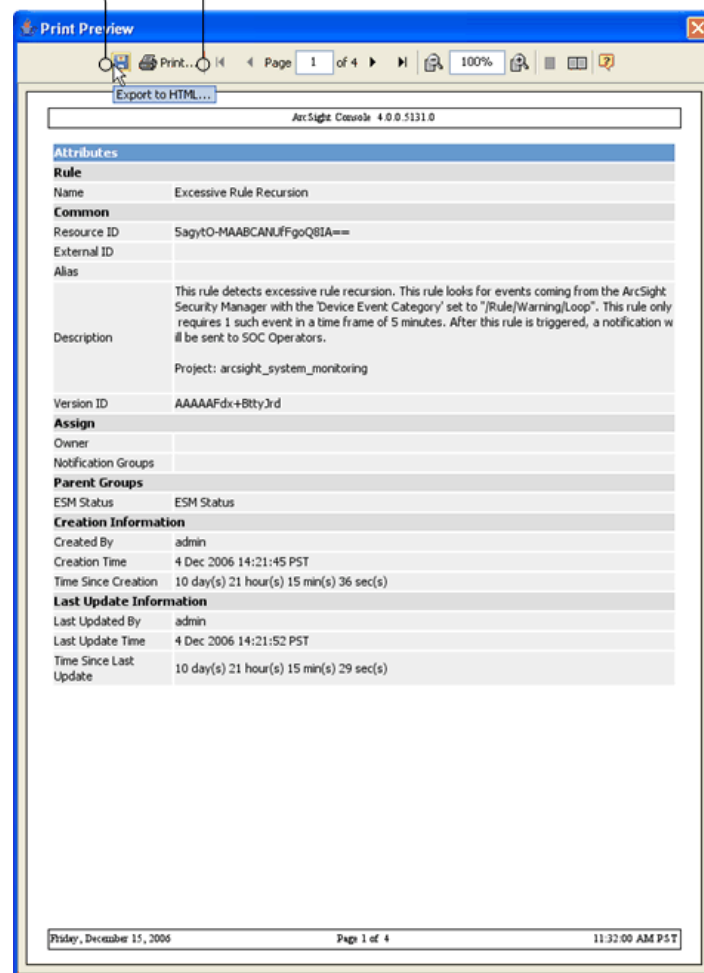 Print Preview
Print... Page 1 of 4 100%
Export to HTML...
ArcSight Console 4.0.0.5131.0
Attributes
Rule
Name Excessive Rule Recursion
Common
Resource ID 5agytO-MAABCANUfFgoQ8IA==
External ID
Alias
Description This rule detects excessive rule recursion. This rule looks for events coming from the ArcSight
Security Manager with the 'Device Event Category' set to "/Rule/Warning/Loop". This rule only
requires 1 such event in a time frame of 5 minutes. After this rule is triggered, a notification w
ill be sent to SOC Operators.
Project: arcsight_system_monitoring
Version ID AAAAAFdx+BttyJrd
Assign
Owner
Notification Groups
Parent Groups
ESM Status ESM Status
Creation Information
Created By admin
Creation Time 4 Dec 2006 14:21:45 PST
Time Since Creation 10 day(s) 21 hour(s) 15 min(s) 36 sec(s)
Last Update Information
Last Updated By admin
Last Update Time 4 Dec 2006 14:21:52 PST
Time Since Last
Update 10 day(s) 21 hour(s) 15 min(s) 29 sec(s)
Friday, December 15, 2006 Page 1 of 4 11:32:00 AM PST